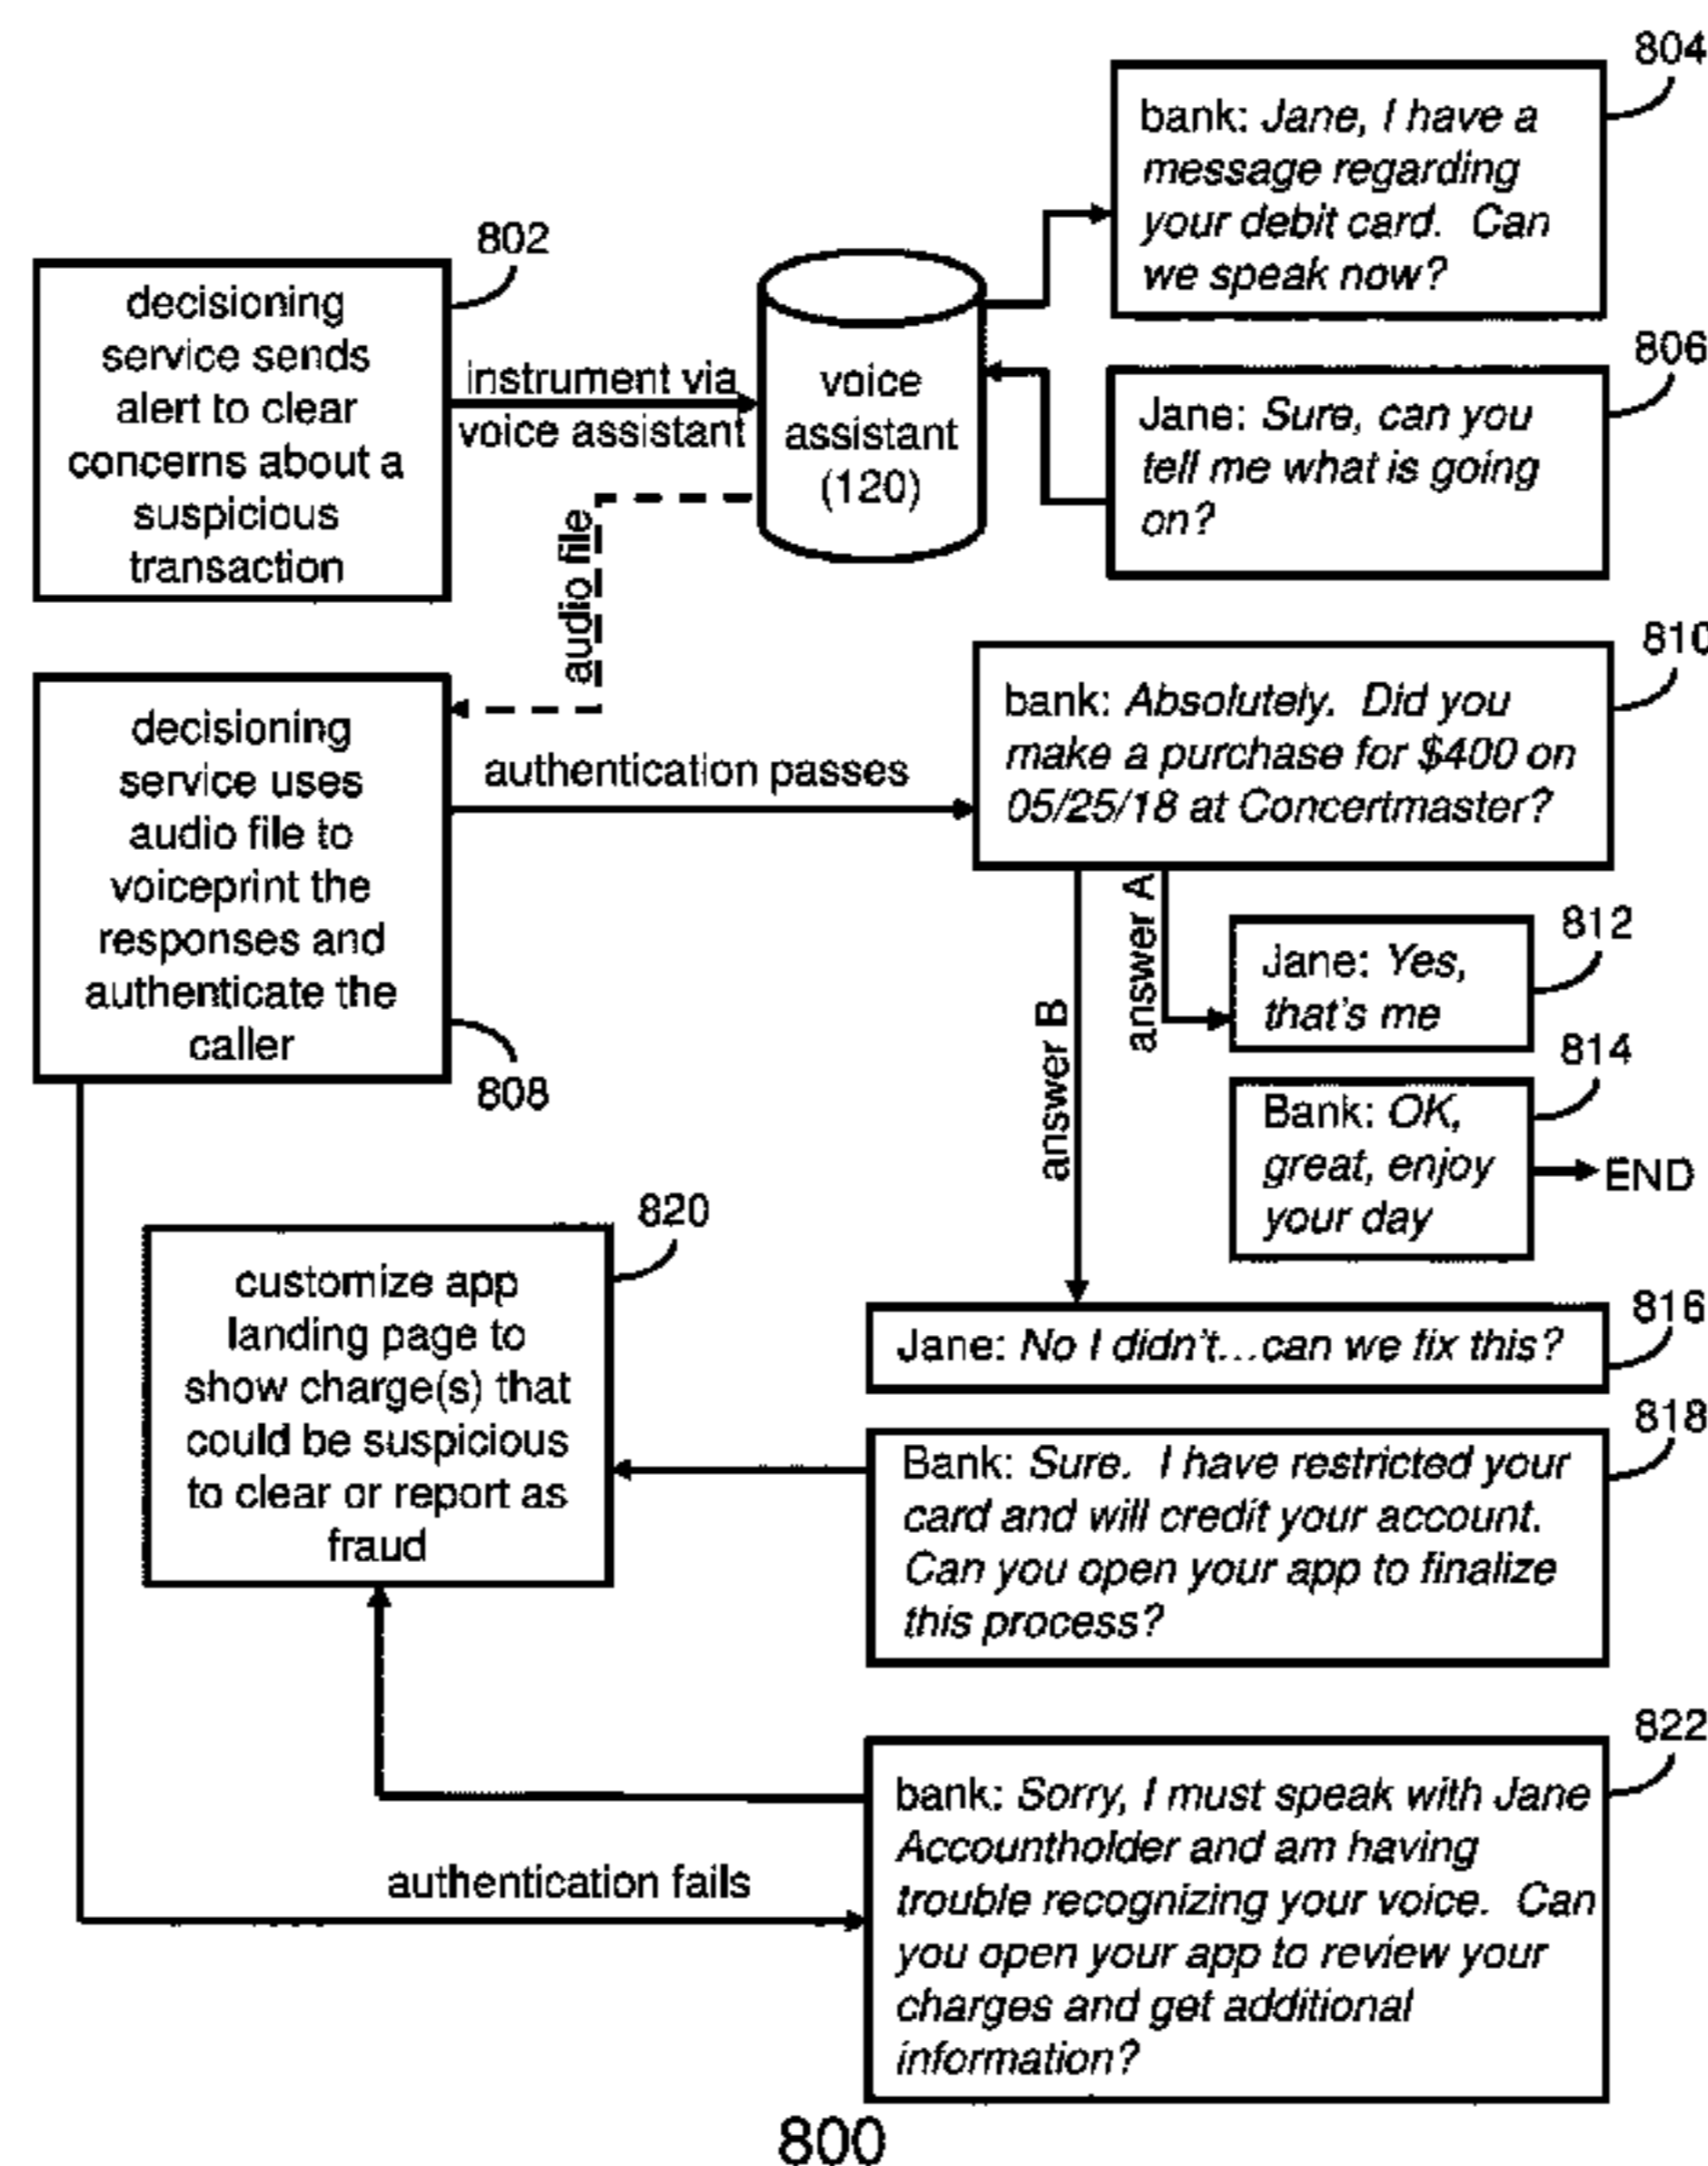 804
bank: Jane, I have a
message regarding
your debit card. Can
we speak now?
802
decisioning
service sends
alert to clear
concerns about a
suspicious
transaction
instrument via
voice assistant
voice
assistant
(120)
806
Jane: Sure, can you
tell me what is going
on?
audio file
810
bank: Absolutely. Did you
make a purchase for $400 on
05/25/18 at Concertmaster?
decisioning
service uses
audio file to
voiceprint the
responses and
authenticate the
caller
808
authentication passes
answer A
answer B
812
Jane: Yes,
that's me
814
Bank: OK,
great, enjoy
your day
END
820
customize app
landing page to
show charge(s) that
could be suspicious
to clear or report as
fraud
816
Jane: No I didn't...can we fix this?
818
Bank: Sure. I have restricted your
card and will credit your account.
Can you open your app to finalize
this process?
822
bank: Sorry, I must speak with Jane
Accountholder and am having
trouble recognizing your voice. Can
you open your app to review your
charges and get additional
information?
authentication fails
800